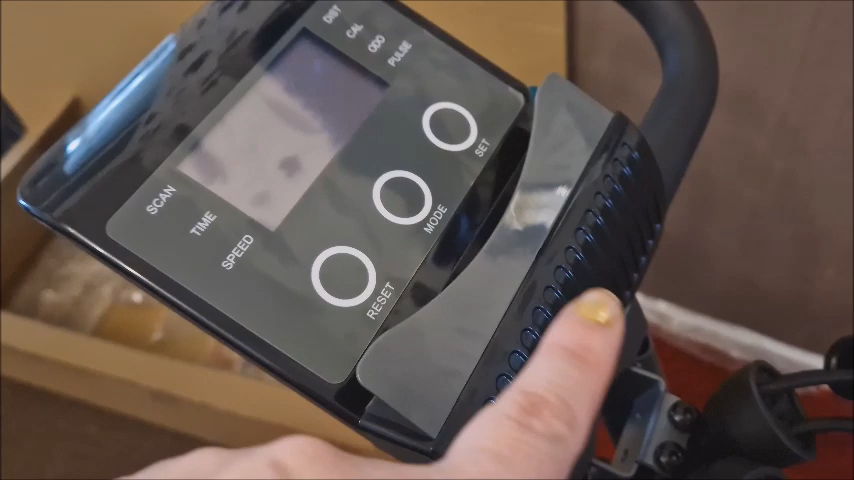 DIST
CAL
ODO
PULSE
SCAN
TIME
SPEED
SET
MODE
RESET